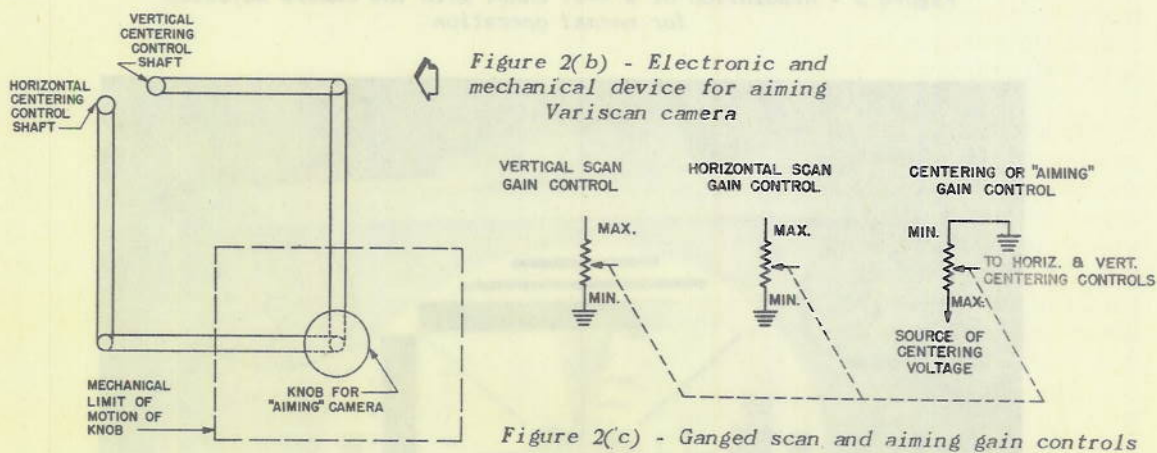 for normal operation
VERTICAL
CENTERING
CONTROL
SHAFT
HORIZONTAL
CENTERING
CONTROL
SHAFT
Figure 2(b) - Electronic and
mechanical device for aiming
Variscan camera
VERTICAL SCAN
GAIN CONTROL
MAX.
MIN.
HORIZONTAL SCAN
GAIN CONTROL
MAX.
MIN.
CENTERING OR "AIMING"
GAIN CONTROL
MIN.
TO HORIZ. & VERT.
CENTERING CONTROLS
MAX.
SOURCE OF
CENTERING
VOLTAGE
MECHANICAL
LIMIT OF
MOTION OF
KNOB
KNOB FOR
"AIMING" CAMERA
Figure 2(c) - Ganged scan and aiming gain controls